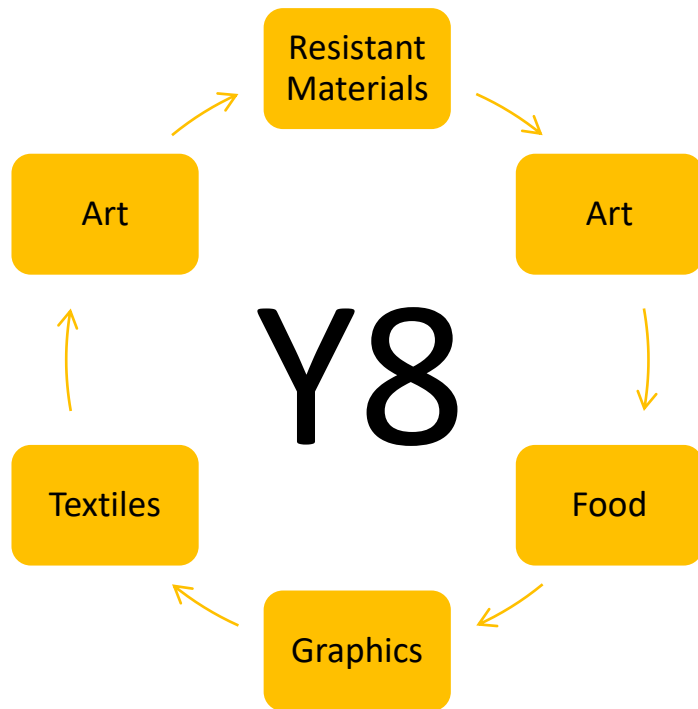 Resistant
Materials
Art
Art
Y8
Textiles
Food
Graphics